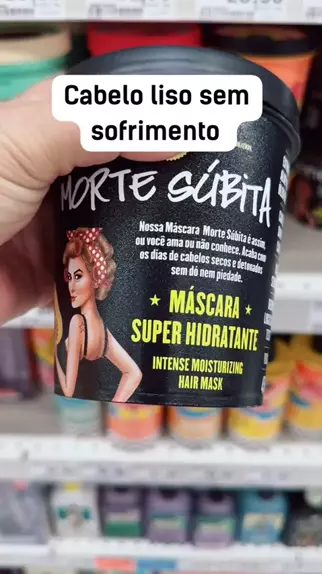 Cabelo liso sem
sofrimento
MORTE SÚBITA
Nossa Máscara Morte Súbita é assim,
ou você ama ou não conhece. Acaba com
os dias de cabelos secos e detonados
sem dó nem piedade.
MÁSCARA
SUPER HIDRATANTE
INTENSE MOISTURIZING
HAIR MASK